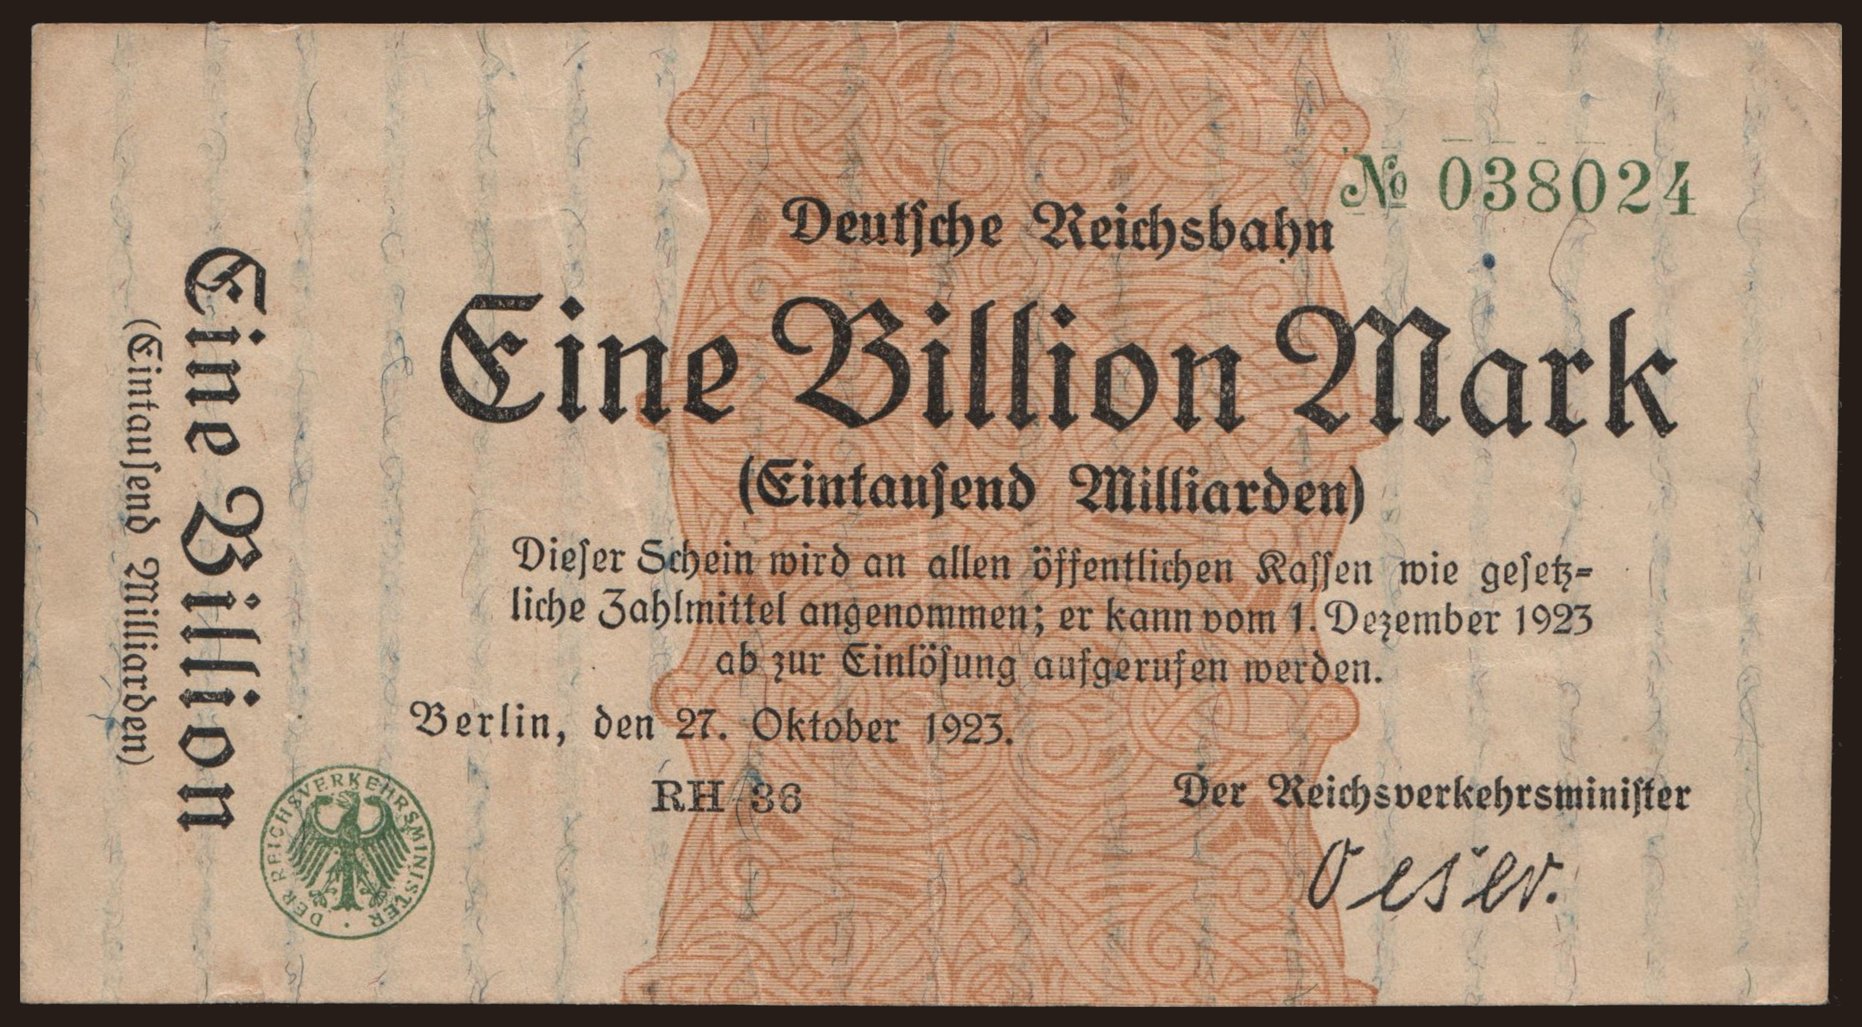 № 038024
Deutsche Reichsbahn
Eine Billion Mark
(Eintausend Milliarden)
Dieser Schein wird an allen öffentlichen Kassen wie gesetz-
liche Zahlmittel angenommen; er kann vom 1. Dezember 1923
ab zur Einlösung aufgerufen werden.
Berlin, den 27. Oktober 1923.
RH 36
Der Reichsverkehrsminister
Oeser.
Eine Billion
(Eintausend Milliarden)
DER REICHSVERKEHRSMINISTER